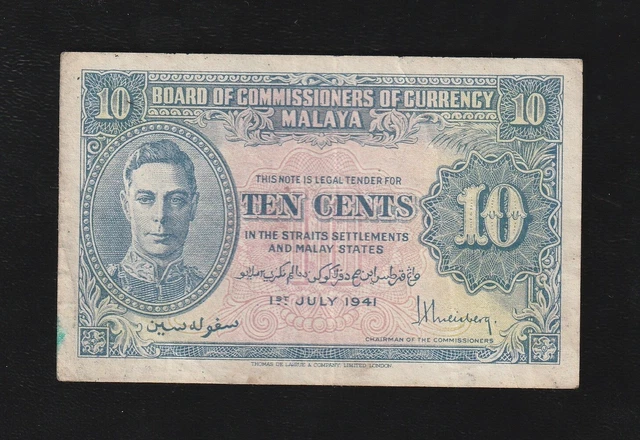 10 BOARD OF COMMISSIONERS OF CURRENCY 10
MALAYA
THIS NOTE IS LEGAL TENDER FOR
TEN CENTS
10
IN THE STRAITS SETTLEMENTS
AND MALAY STATES
1ST JULY 1941
سفوله سين
CHAIRMAN OF THE COMMISSIONERS
THOMAS DE LA RUE & COMPANY, LIMITED, LONDON.